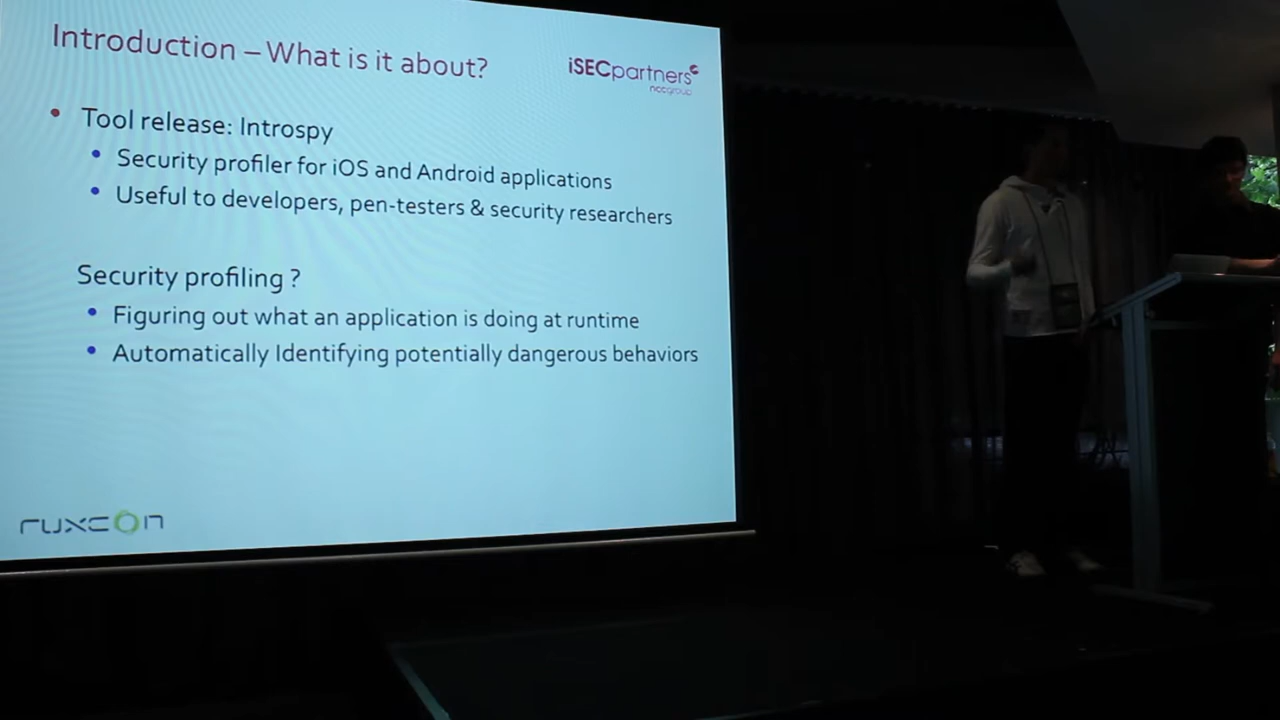 Introduction – What is it about?
iSECpartners
nccgroup
• Tool release: Introspy
• Security profiler for iOS and Android applications
• Useful to developers, pen-testers & security researchers
Security profiling ?
• Figuring out what an application is doing at runtime
• Automatically Identifying potentially dangerous behaviors
ruxcon